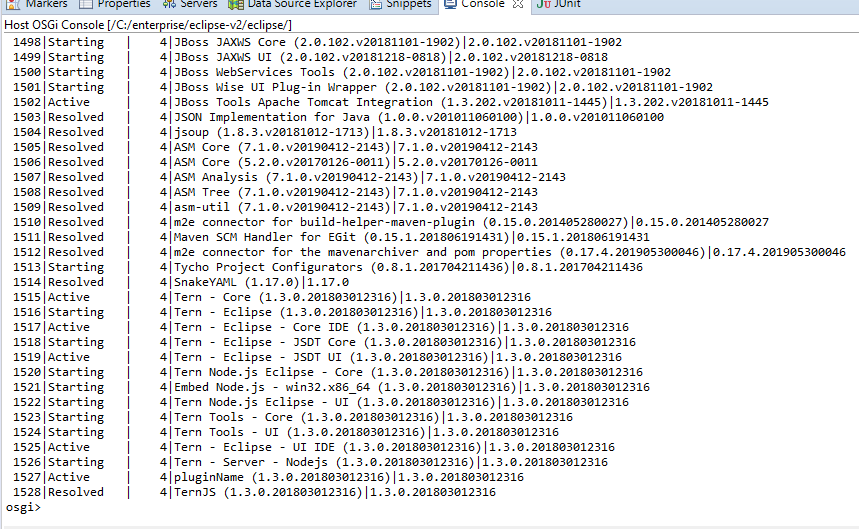 Markers Properties Servers Data Source Explorer Snippets Console JUnit
Host OSGi Console [/C:/enterprise/eclipse-v2/eclipse/]
1498|Starting   |    4|JBoss JAXWS Core (2.0.102.v20181101-1902)|2.0.102.v20181101-1902
1499|Starting   |    4|JBoss JAXWS UI (2.0.102.v20181218-0818)|2.0.102.v20181218-0818
1500|Starting   |    4|JBoss WebServices Tools (2.0.102.v20181101-1902)|2.0.102.v20181101-1902
1501|Starting   |    4|JBoss Wise UI Plug-in Wrapper (2.0.102.v20181101-1902)|2.0.102.v20181101-1902
1502|Active     |    4|JBoss Tools Apache Tomcat Integration (1.3.202.v20181011-1445)|1.3.202.v20181011-1445
1503|Resolved   |    4|JSON Implementation for Java (1.0.0.v201011060100)|1.0.0.v201011060100
1504|Resolved   |    4|jsoup (1.8.3.v20181012-1713)|1.8.3.v20181012-1713
1505|Resolved   |    4|ASM Core (7.1.0.v20190412-2143)|7.1.0.v20190412-2143
1506|Resolved   |    4|ASM Core (5.2.0.v20170126-0011)|5.2.0.v20170126-0011
1507|Resolved   |    4|ASM Analysis (7.1.0.v20190412-2143)|7.1.0.v20190412-2143
1508|Resolved   |    4|ASM Tree (7.1.0.v20190412-2143)|7.1.0.v20190412-2143
1509|Resolved   |    4|asm-util (7.1.0.v20190412-2143)|7.1.0.v20190412-2143
1510|Resolved   |    4|m2e connector for build-helper-maven-plugin (0.15.0.201405280027)|0.15.0.201405280027
1511|Resolved   |    4|Maven SCM Handler for EGit (0.15.1.201806191431)|0.15.1.201806191431
1512|Resolved   |    4|m2e connector for the mavenarchiver and pom properties (0.17.4.201905300046)|0.17.4.201905300046
1513|Starting   |    4|Tycho Project Configurators (0.8.1.201704211436)|0.8.1.201704211436
1514|Resolved   |    4|SnakeYAML (1.17.0)|1.17.0
1515|Active     |    4|Tern - Core (1.3.0.201803012316)|1.3.0.201803012316
1516|Starting   |    4|Tern - Eclipse (1.3.0.201803012316)|1.3.0.201803012316
1517|Active     |    4|Tern - Eclipse - Core IDE (1.3.0.201803012316)|1.3.0.201803012316
1518|Starting   |    4|Tern - Eclipse - JSDT Core (1.3.0.201803012316)|1.3.0.201803012316
1519|Active     |    4|Tern - Eclipse - JSDT UI (1.3.0.201803012316)|1.3.0.201803012316
1520|Starting   |    4|Tern Node.js Eclipse - Core (1.3.0.201803012316)|1.3.0.201803012316
1521|Starting   |    4|Embed Node.js - win32.x86_64 (1.3.0.201803012316)|1.3.0.201803012316
1522|Starting   |    4|Tern Node.js Eclipse - UI (1.3.0.201803012316)|1.3.0.201803012316
1523|Starting   |    4|Tern Tools - Core (1.3.0.201803012316)|1.3.0.201803012316
1524|Starting   |    4|Tern Tools - UI (1.3.0.201803012316)|1.3.0.201803012316
1525|Active     |    4|Tern - Eclipse - UI IDE (1.3.0.201803012316)|1.3.0.201803012316
1526|Starting   |    4|Tern - Server - Nodejs (1.3.0.201803012316)|1.3.0.201803012316
1527|Active     |    4|pluginName (1.3.0.201803012316)|1.3.0.201803012316
1528|Resolved   |    4|TernJS (1.3.0.201803012316)|1.3.0.201803012316
osgi>